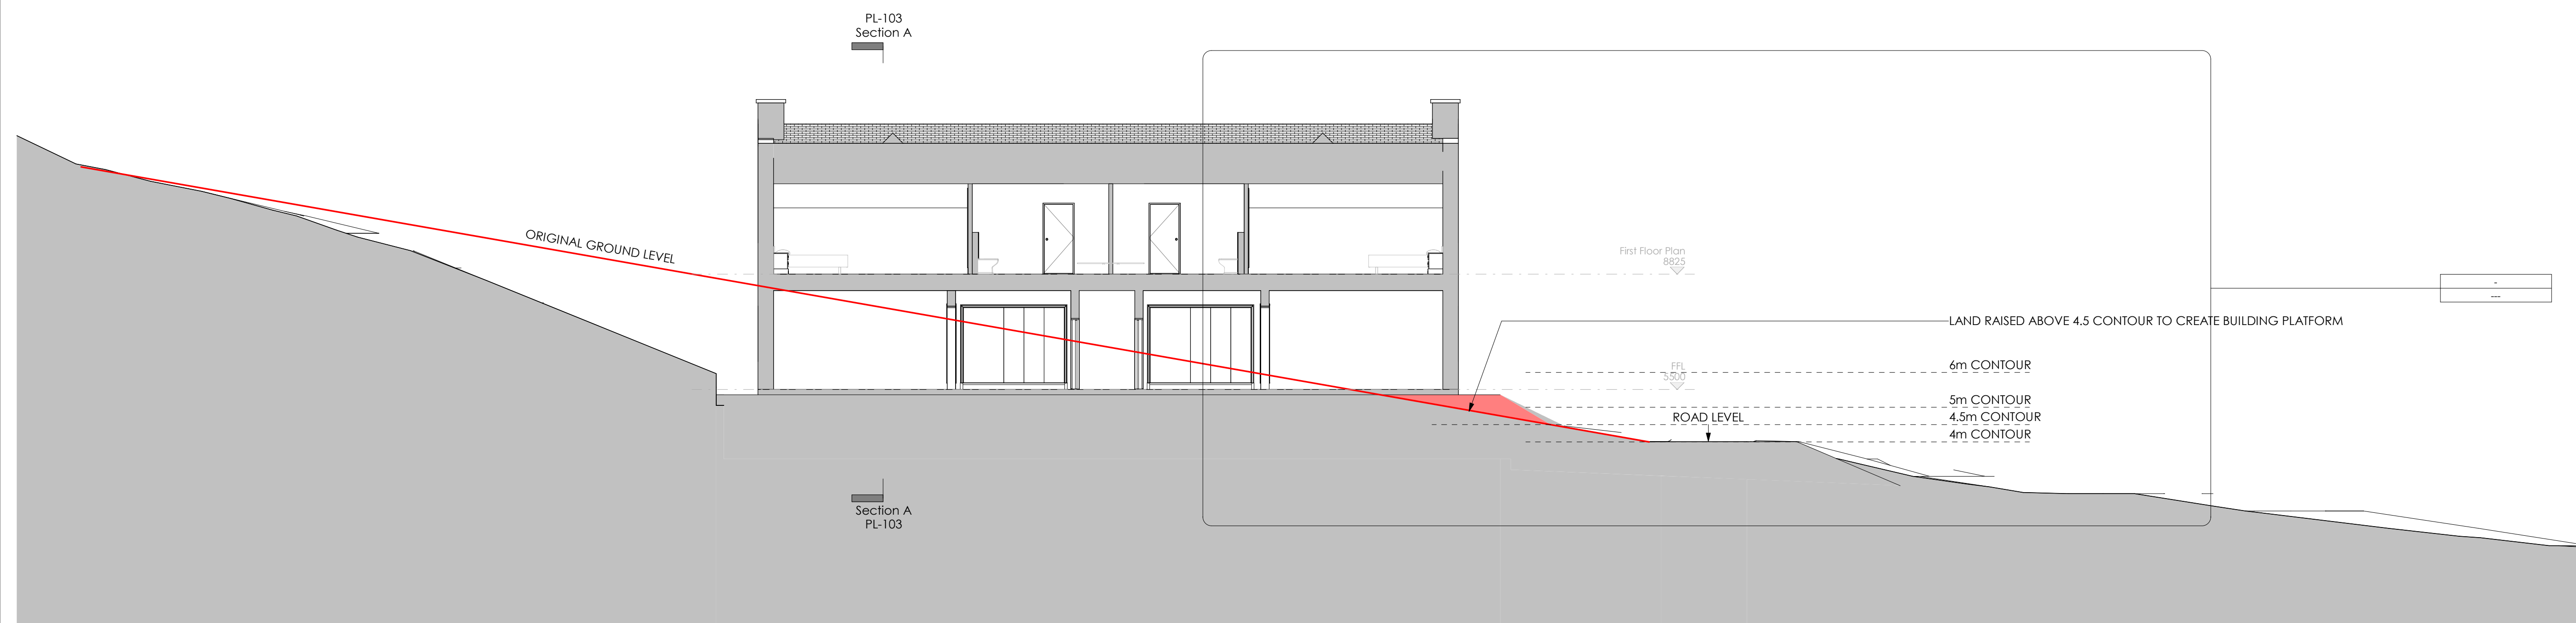 PL-103
Section A
ORIGINAL GROUND LEVEL
First Floor Plan
8825
-
---
LAND RAISED ABOVE 4.5 CONTOUR TO CREATE BUILDING PLATFORM
6m CONTOUR
FFL
5500
5m CONTOUR
ROAD LEVEL
4.5m CONTOUR
4m CONTOUR
Section A
PL-103